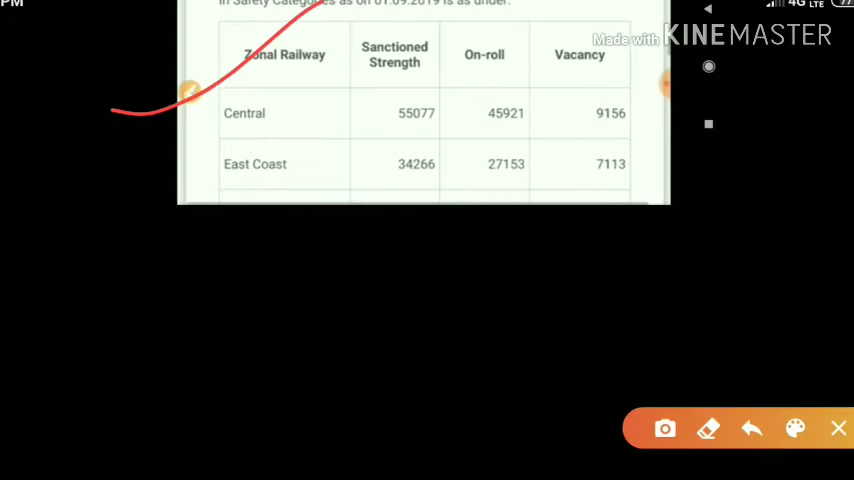 PM
4G LTE 77
in Safety Categories as on 01.09.2019 is as under:
Made with KINEMASTER
Zonal Railway Sanctioned Strength On-roll Vacancy
Central 55077 45921 9156
East Coast 34266 27153 7113